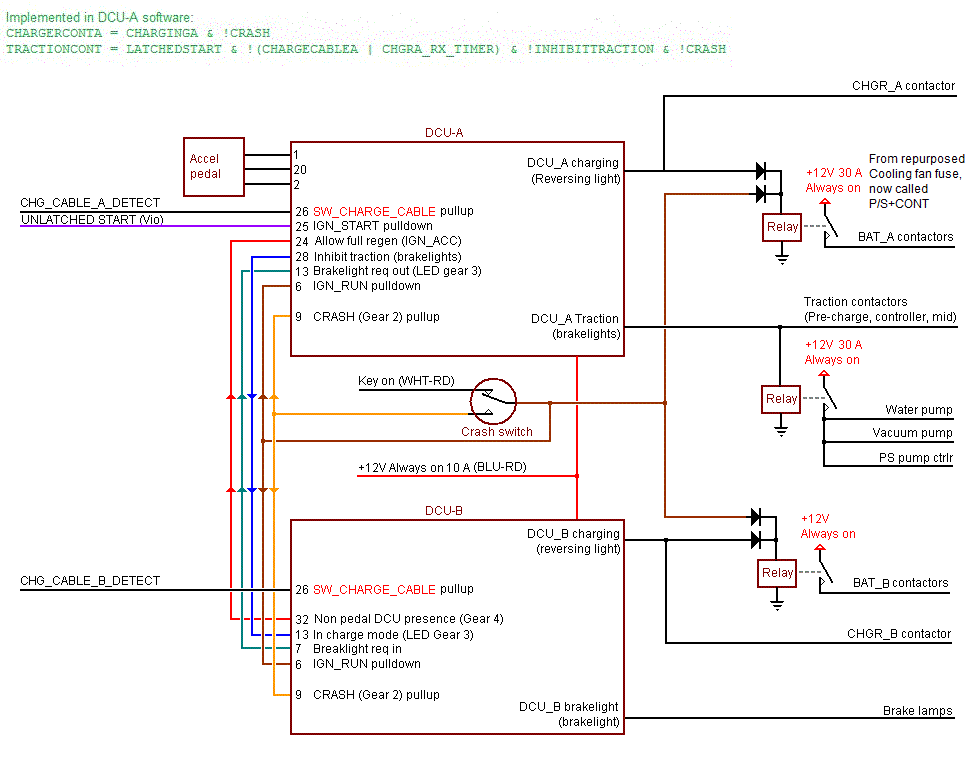 Implemented in DCU-A software:
CHARGERCONTA = CHARGINGA & !CRASH
TRACTIONCONT = LATCHEDSTART & !(CHARGECABLEA | CHGRA_RX_TIMER) & !INHIBITTRACTION & !CRASH
CHGR_A contactor
DCU-A
Accel
pedal
1
20
2
DCU_A charging
(Reversing light)
+12V 30 A
Always on
From repurposed
Cooling fan fuse,
now called
P/S+CONT
CHG_CABLE_A_DETECT
26 SW_CHARGE_CABLE pullup
UNLATCHED START (Vio)
25 IGN_START pulldown
24 Allow full regen (IGN_ACC)
28 Inhibit traction (brakelights)
13 Brakelight req out (LED gear 3)
6 IGN_RUN pulldown
9 CRASH (Gear 2) pullup
Relay
BAT_A contactors
DCU_A Traction
(brakelights)
Traction contactors
(Pre-charge, controller, mid)
+12V 30 A
Always on
Key on (WHT-RD)
Crash switch
Relay
Water pump
Vacuum pump
PS pump ctrlr
+12V Always on 10 A (BLU-RD)
DCU-B
DCU_B charging
(reversing light)
+12V
Always on
Relay
BAT_B contactors
CHG_CABLE_B_DETECT
26 SW_CHARGE_CABLE pullup
32 Non pedal DCU presence (Gear 4)
13 In charge mode (LED Gear 3)
7 Breaklight req in
6 IGN_RUN pulldown
9 CRASH (Gear 2) pullup
CHGR_B contactor
DCU_B brakelight
(brakelight)
Brake lamps